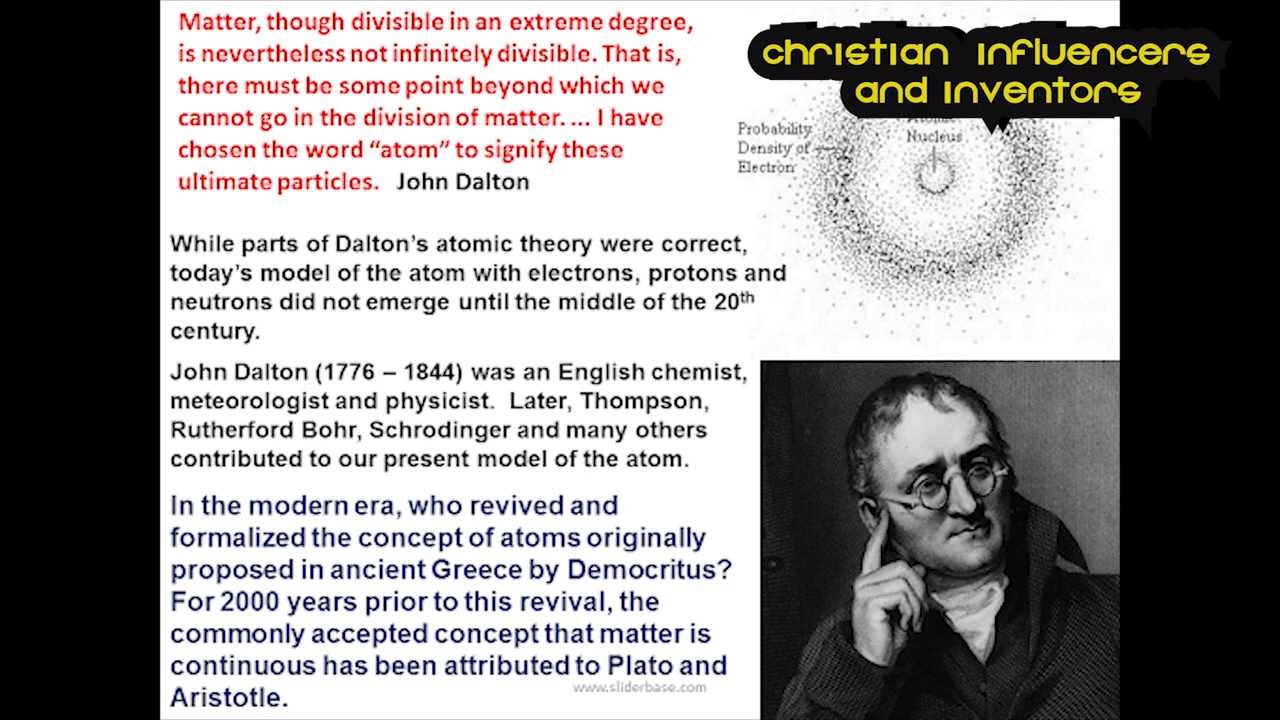 Matter, though divisible in an extreme degree,
is nevertheless not infinitely divisible. That is,
there must be some point beyond which we
cannot go in the division of matter. ... I have
chosen the word “atom” to signify these
ultimate particles. John Dalton
Christian Influencers
and Inventors
Probability
Density of
Electron
Nucleus
While parts of Dalton’s atomic theory were correct,
today’s model of the atom with electrons, protons and
neutrons did not emerge until the middle of the 20th
century.
John Dalton (1776 – 1844) was an English chemist,
meteorologist and physicist. Later, Thompson,
Rutherford Bohr, Schrodinger and many others
contributed to our present model of the atom.
In the modern era, who revived and
formalized the concept of atoms originally
proposed in ancient Greece by Democritus?
For 2000 years prior to this revival, the
commonly accepted concept that matter is
continuous has been attributed to Plato and
Aristotle.
www.sliderbase.com